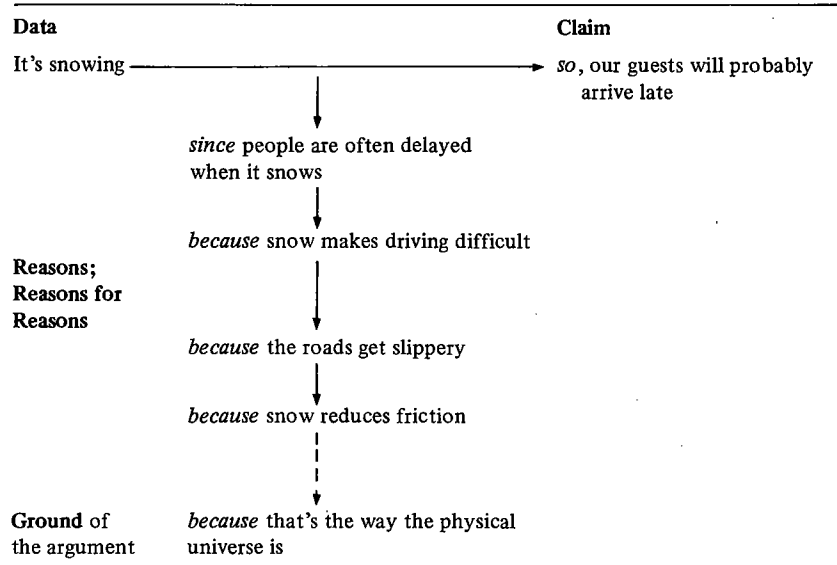 Data Claim
It's snowing so, our guests will probably
arrive late
since people are often delayed
when it snows
because snow makes driving difficult
Reasons;
Reasons for
Reasons
because the roads get slippery
because snow reduces friction
Ground of because that's the way the physical
the argument universe is